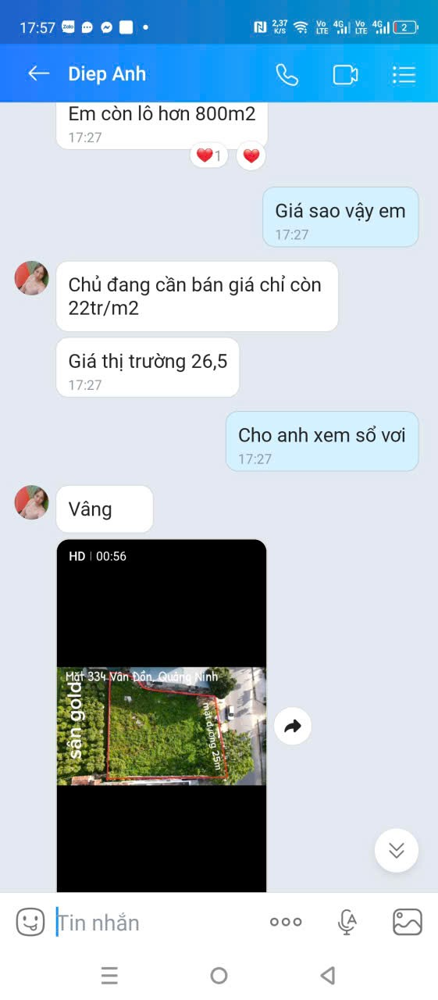 17:57 Zalo 2,37 K/S Vo LTE 4G Vo LTE 4G 2
Diep Anh
Em còn lô hơn 800m2
17:27
1
Giá sao vậy em
17:27
Chủ đang cần bán giá chỉ còn
22tr/m2
Giá thị trường 26,5
17:27
Cho anh xem sổ vơi
17:27
Vâng
HD | 00:56
Mặt 334 Vân Đồn, Quảng Ninh
sân gold
mặt đường 25m
Tin nhắn